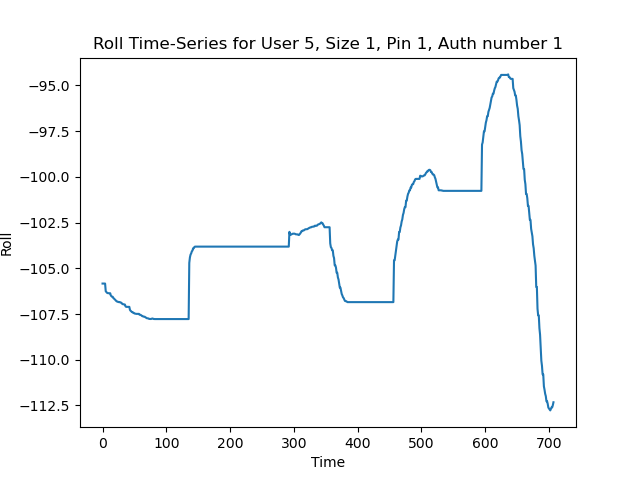 Roll Time-Series for User 5, Size 1, Pin 1, Auth number 1
−95.0
−97.5
−100.0
−102.5
−105.0
−107.5
−110.0
−112.5
Roll
0 100 200 300 400 500 600 700
Time